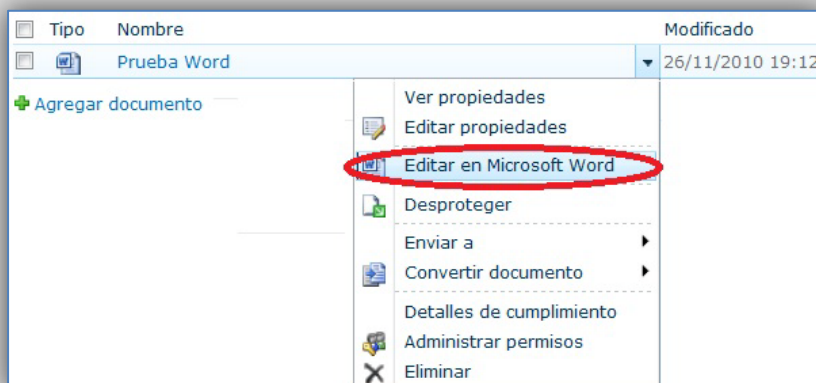 Tipo Nombre Modificado
Prueba Word 26/11/2010 19:12
Agregar documento
Ver propiedades
Editar propiedades
Editar en Microsoft Word
Desproteger
Enviar a
Convertir documento
Detalles de cumplimiento
Administrar permisos
Eliminar